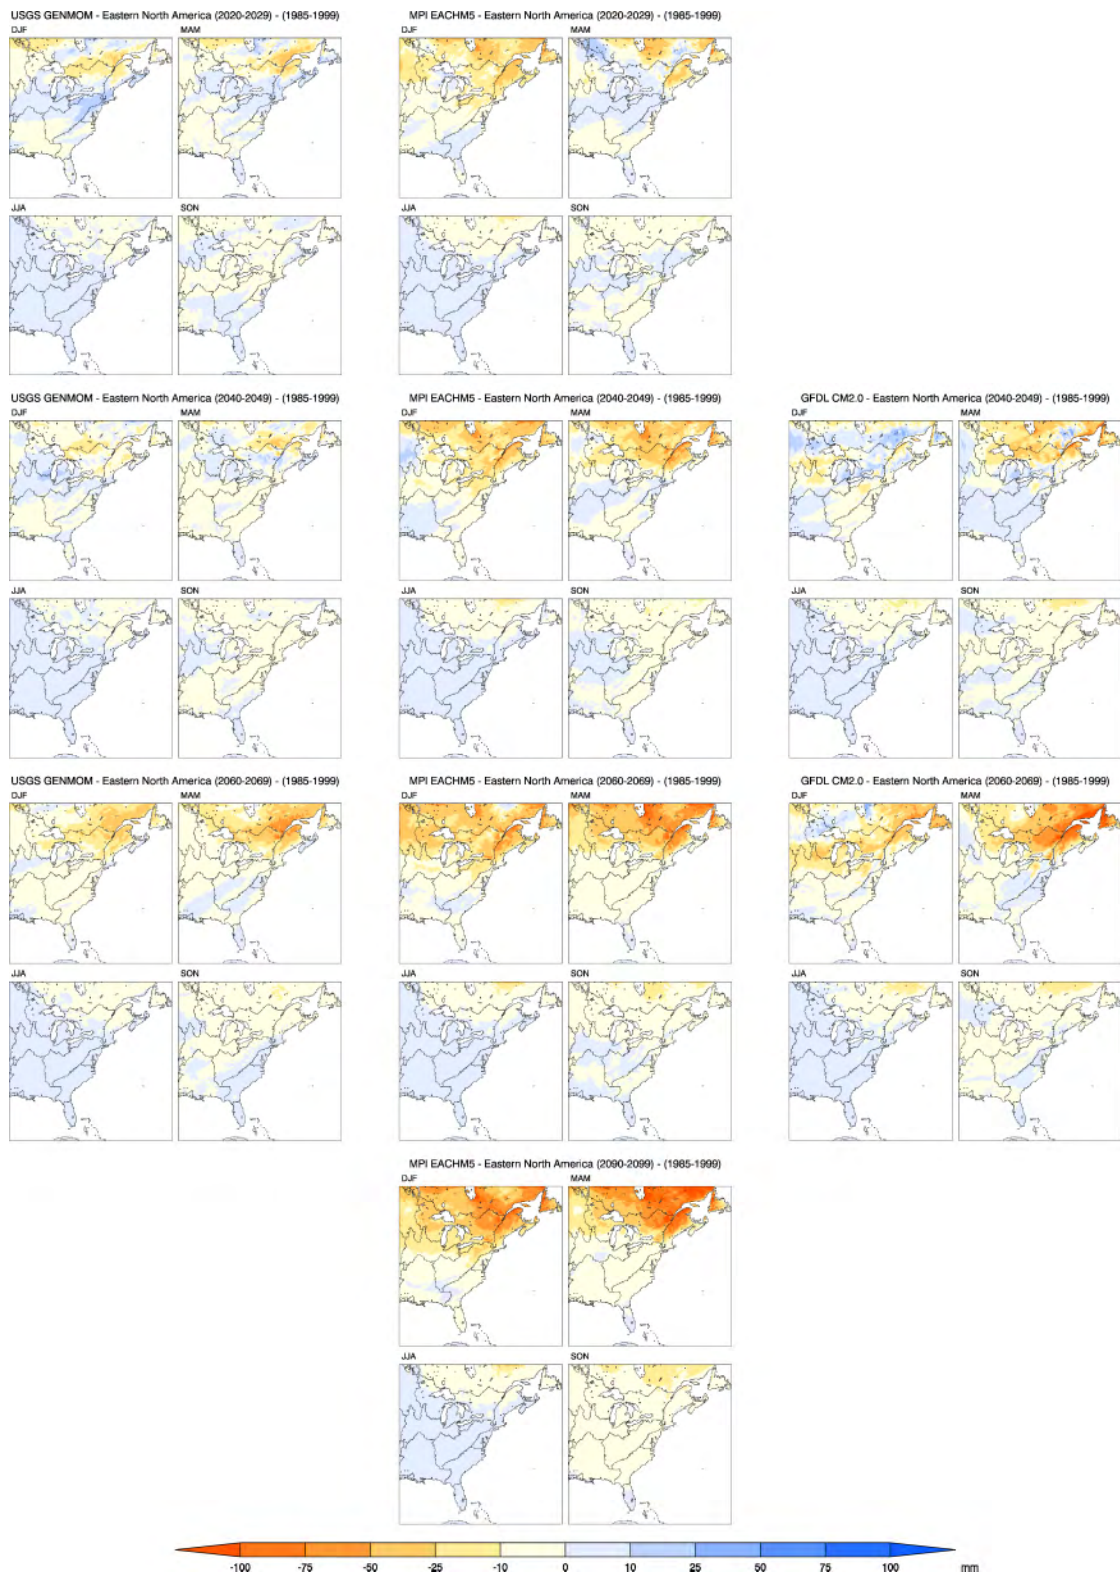 USGS GENMOM - Eastern North America (2020-2029) - (1985-1999)
DJF MAM
JJA SON
MPI EACHM5 - Eastern North America (2020-2029) - (1985-1999)
DJF MAM
JJA SON
USGS GENMOM - Eastern North America (2040-2049) - (1985-1999)
DJF MAM
JJA SON
MPI EACHM5 - Eastern North America (2040-2049) - (1985-1999)
DJF MAM
JJA SON
GFDL CM2.0 - Eastern North America (2040-2049) - (1985-1999)
DJF MAM
JJA SON
USGS GENMOM - Eastern North America (2060-2069) - (1985-1999)
DJF MAM
JJA SON
MPI EACHM5 - Eastern North America (2060-2069) - (1985-1999)
DJF MAM
JJA SON
GFDL CM2.0 - Eastern North America (2060-2069) - (1985-1999)
DJF MAM
JJA SON
MPI EACHM5 - Eastern North America (2090-2099) - (1985-1999)
DJF MAM
JJA SON
-100 -75 -50 -25 -10 0 10 25 50 75 100 mm